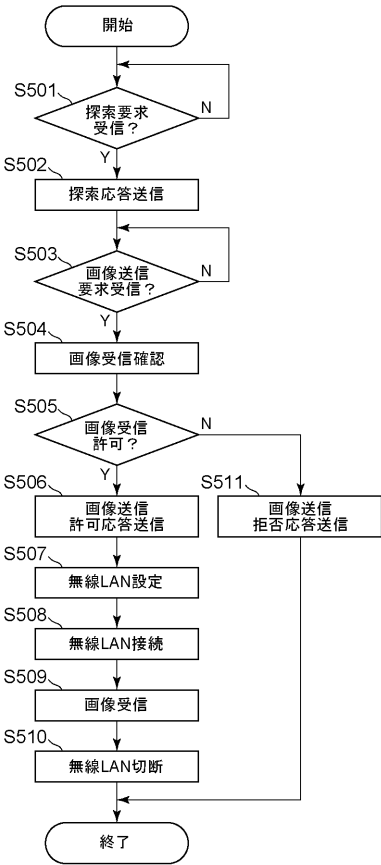 開始
S501
探索要求
受信？
N
Y
S502
探索応答送信
S503
画像送信
要求受信？
N
Y
S504
画像受信確認
S505
画像受信
許可？
N
Y
S506
画像送信
許可応答送信
S511
画像送信
拒否応答送信
S507
無線LAN設定
S508
無線LAN接続
S509
画像受信
S510
無線LAN切断
終了